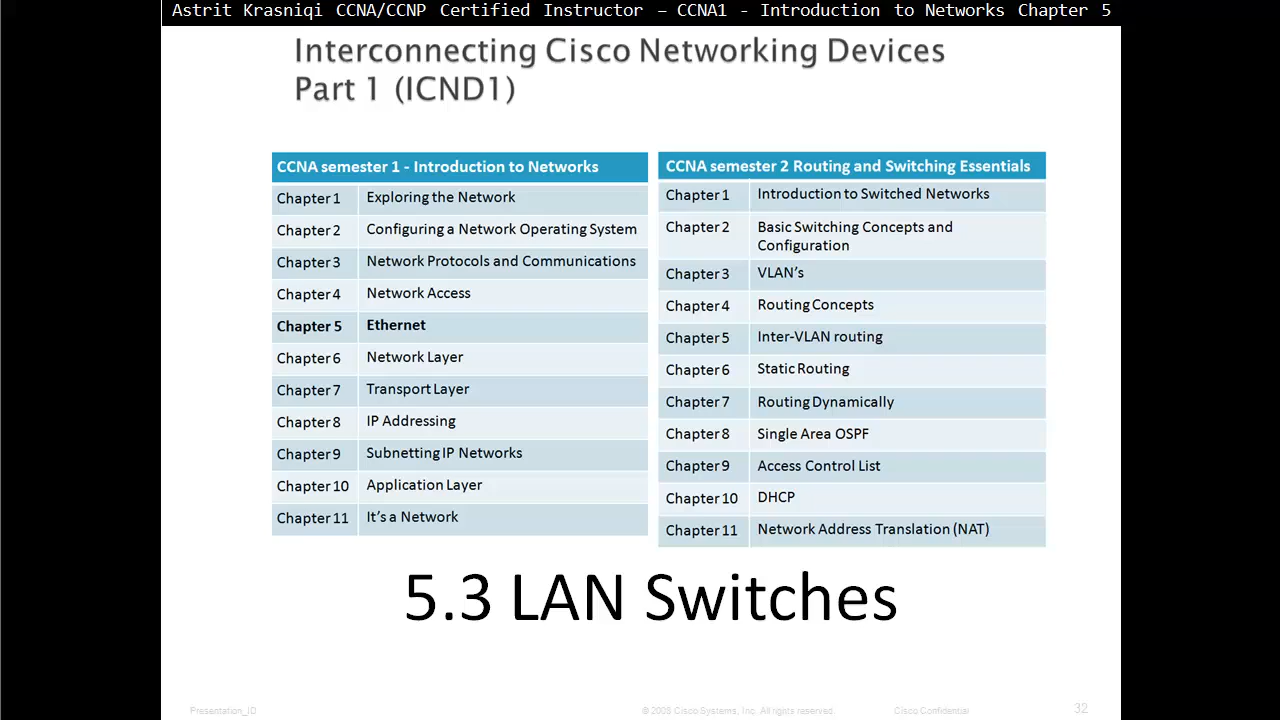 Astrit Krasniqi CCNA/CCNP Certified Instructor – CCNA1 - Introduction to Networks Chapter 5
Interconnecting Cisco Networking Devices
Part 1 (ICND1)
CCNA semester 1 - Introduction to Networks
Chapter 1 Exploring the Network
Chapter 2 Configuring a Network Operating System
Chapter 3 Network Protocols and Communications
Chapter 4 Network Access
Chapter 5 Ethernet
Chapter 6 Network Layer
Chapter 7 Transport Layer
Chapter 8 IP Addressing
Chapter 9 Subnetting IP Networks
Chapter 10 Application Layer
Chapter 11 It's a Network
CCNA semester 2 Routing and Switching Essentials
Chapter 1 Introduction to Switched Networks
Chapter 2 Basic Switching Concepts and
Configuration
Chapter 3 VLAN's
Chapter 4 Routing Concepts
Chapter 5 Inter-VLAN routing
Chapter 6 Static Routing
Chapter 7 Routing Dynamically
Chapter 8 Single Area OSPF
Chapter 9 Access Control List
Chapter 10 DHCP
Chapter 11 Network Address Translation (NAT)
5.3 LAN Switches
Presentation_ID © 2008 Cisco Systems, Inc. All rights reserved. Cisco Confidential 32